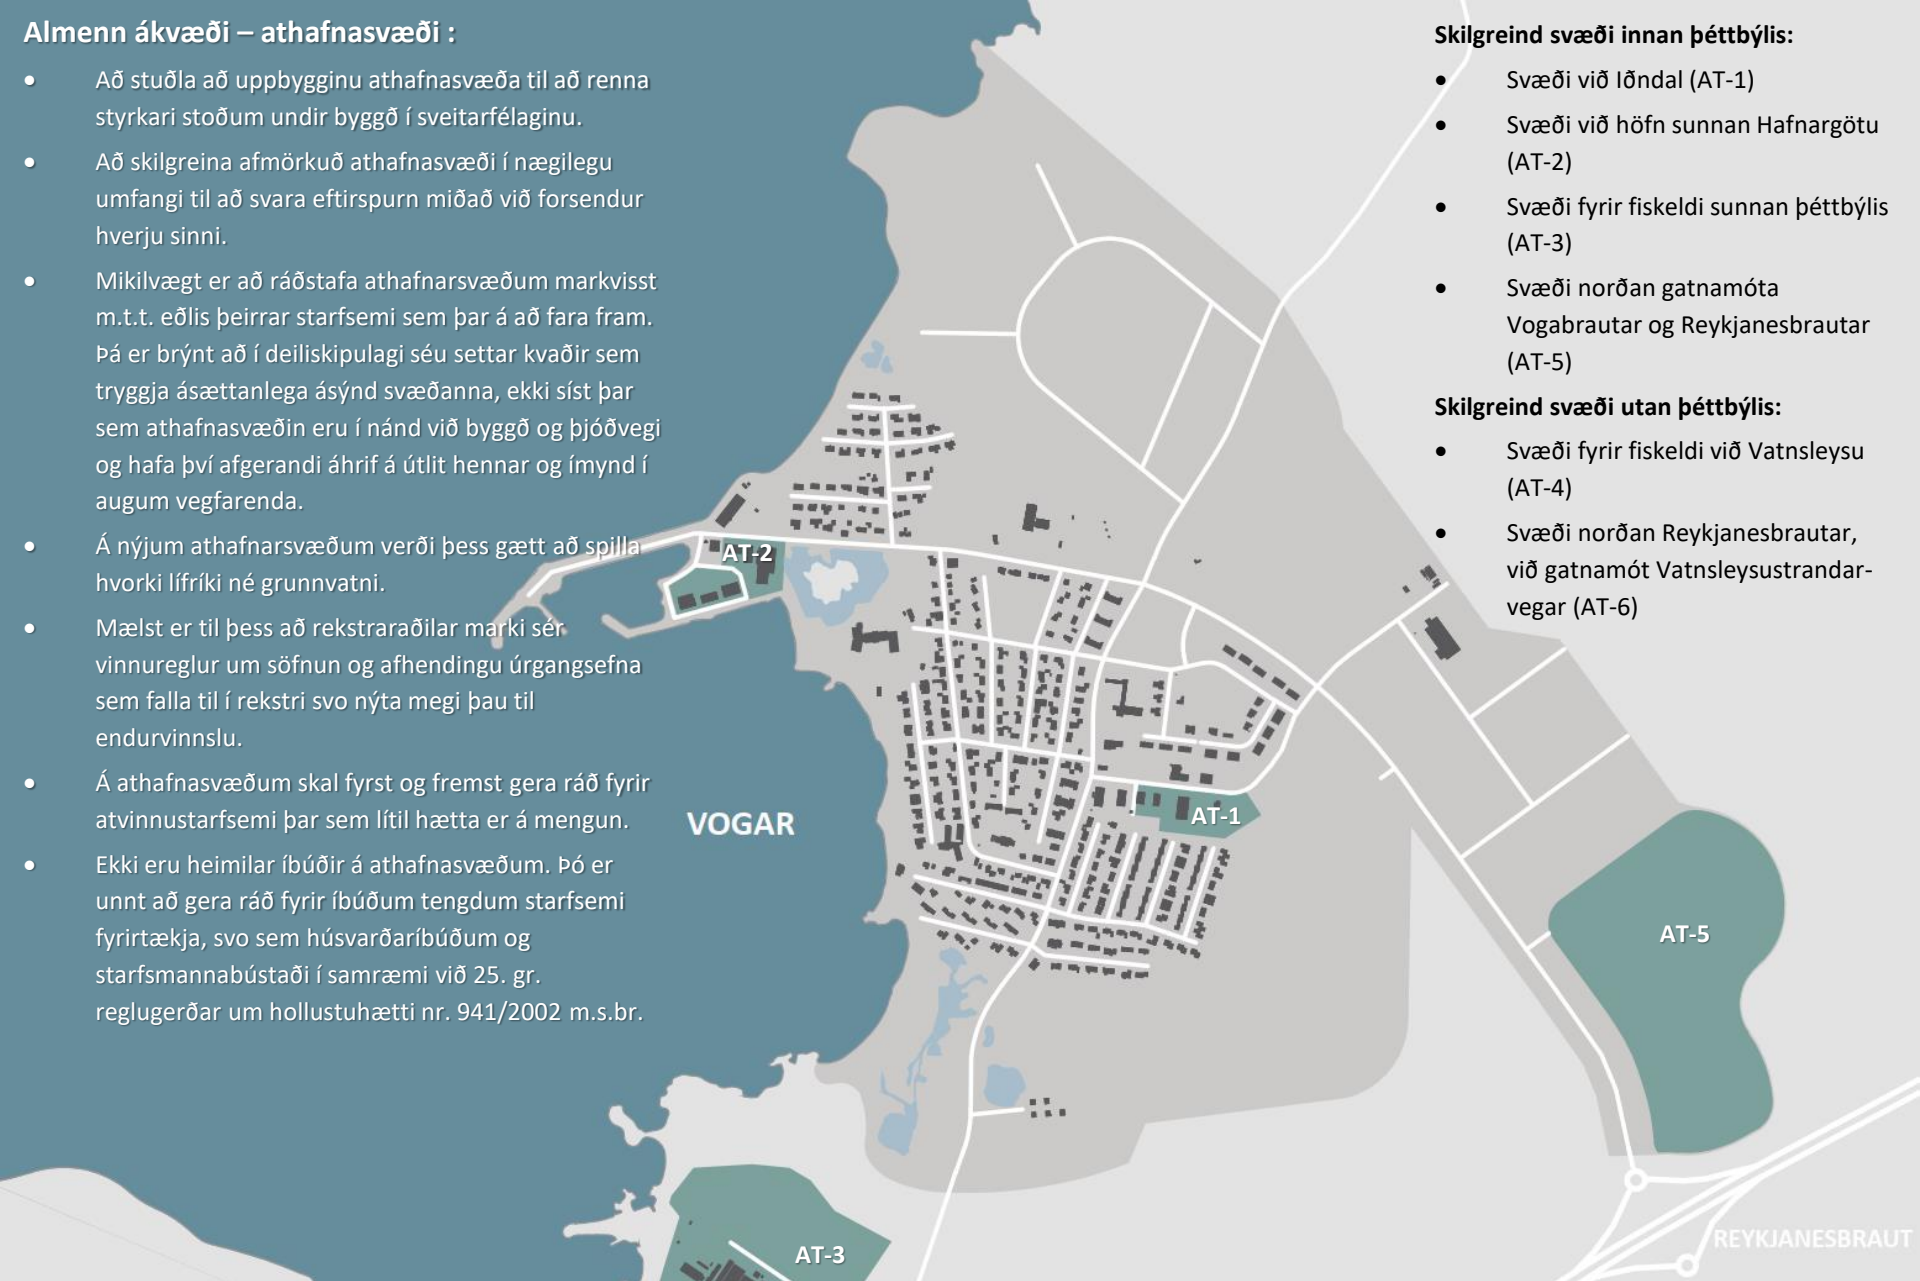 Almenn ákvæði – athafnasvæði :
• Að stuðla að uppbygginu athafnasvæða til að renna
styrkari stoðum undir byggð í sveitarfélaginu.
• Að skilgreina afmörkuð athafnasvæði í nægilegu
umfangi til að svara eftirspurn miðað við forsendur
hverju sinni.
• Mikilvægt er að ráðstafa athafnarsvæðum markvisst
m.t.t. eðlis þeirrar starfsemi sem þar á að fara fram.
Þá er brýnt að í deiliskipulagi séu settar kvaðir sem
tryggja ásættanlega ásýnd svæðanna, ekki síst þar
sem athafnasvæðin eru í nánd við byggð og þjóðvegi
og hafa því afgerandi áhrif á útlit hennar og ímynd í
augum vegfarenda.
• Á nýjum athafnarsvæðum verði þess gætt að spilla
hvorki lífríki né grunnvatni.
• Mælst er til þess að rekstraraðilar marki sér
vinnureglur um söfnun og afhendingu úrgangsefna
sem falla til í rekstri svo nýta megi þau til
endurvinnslu.
• Á athafnasvæðum skal fyrst og fremst gera ráð fyrir
atvinnustarfsemi þar sem lítil hætta er á mengun.
• Ekki eru heimilar íbúðir á athafnasvæðum. Þó er
unnt að gera ráð fyrir íbúðum tengdum starfsemi
fyrirtækja, svo sem húsvarðaríbúðum og
starfsmannabústaði í samræmi við 25. gr.
reglugerðar um hollustuhætti nr. 941/2002 m.s.br.
Skilgreind svæði innan þéttbýlis:
• Svæði við Iðndal (AT-1)
• Svæði við höfn sunnan Hafnargötu
(AT-2)
• Svæði fyrir fiskeldi sunnan þéttbýlis
(AT-3)
• Svæði norðan gatnamóta
Vogabrautar og Reykjanesbrautar
(AT-5)
Skilgreind svæði utan þéttbýlis:
• Svæði fyrir fiskeldi við Vatnsleysu
(AT-4)
• Svæði norðan Reykjanesbrautar,
við gatnamót Vatnsleysustrandar-
vegar (AT-6)
AT-2
VOGAR
AT-1
AT-5
AT-3
REYKJANESBRAUT